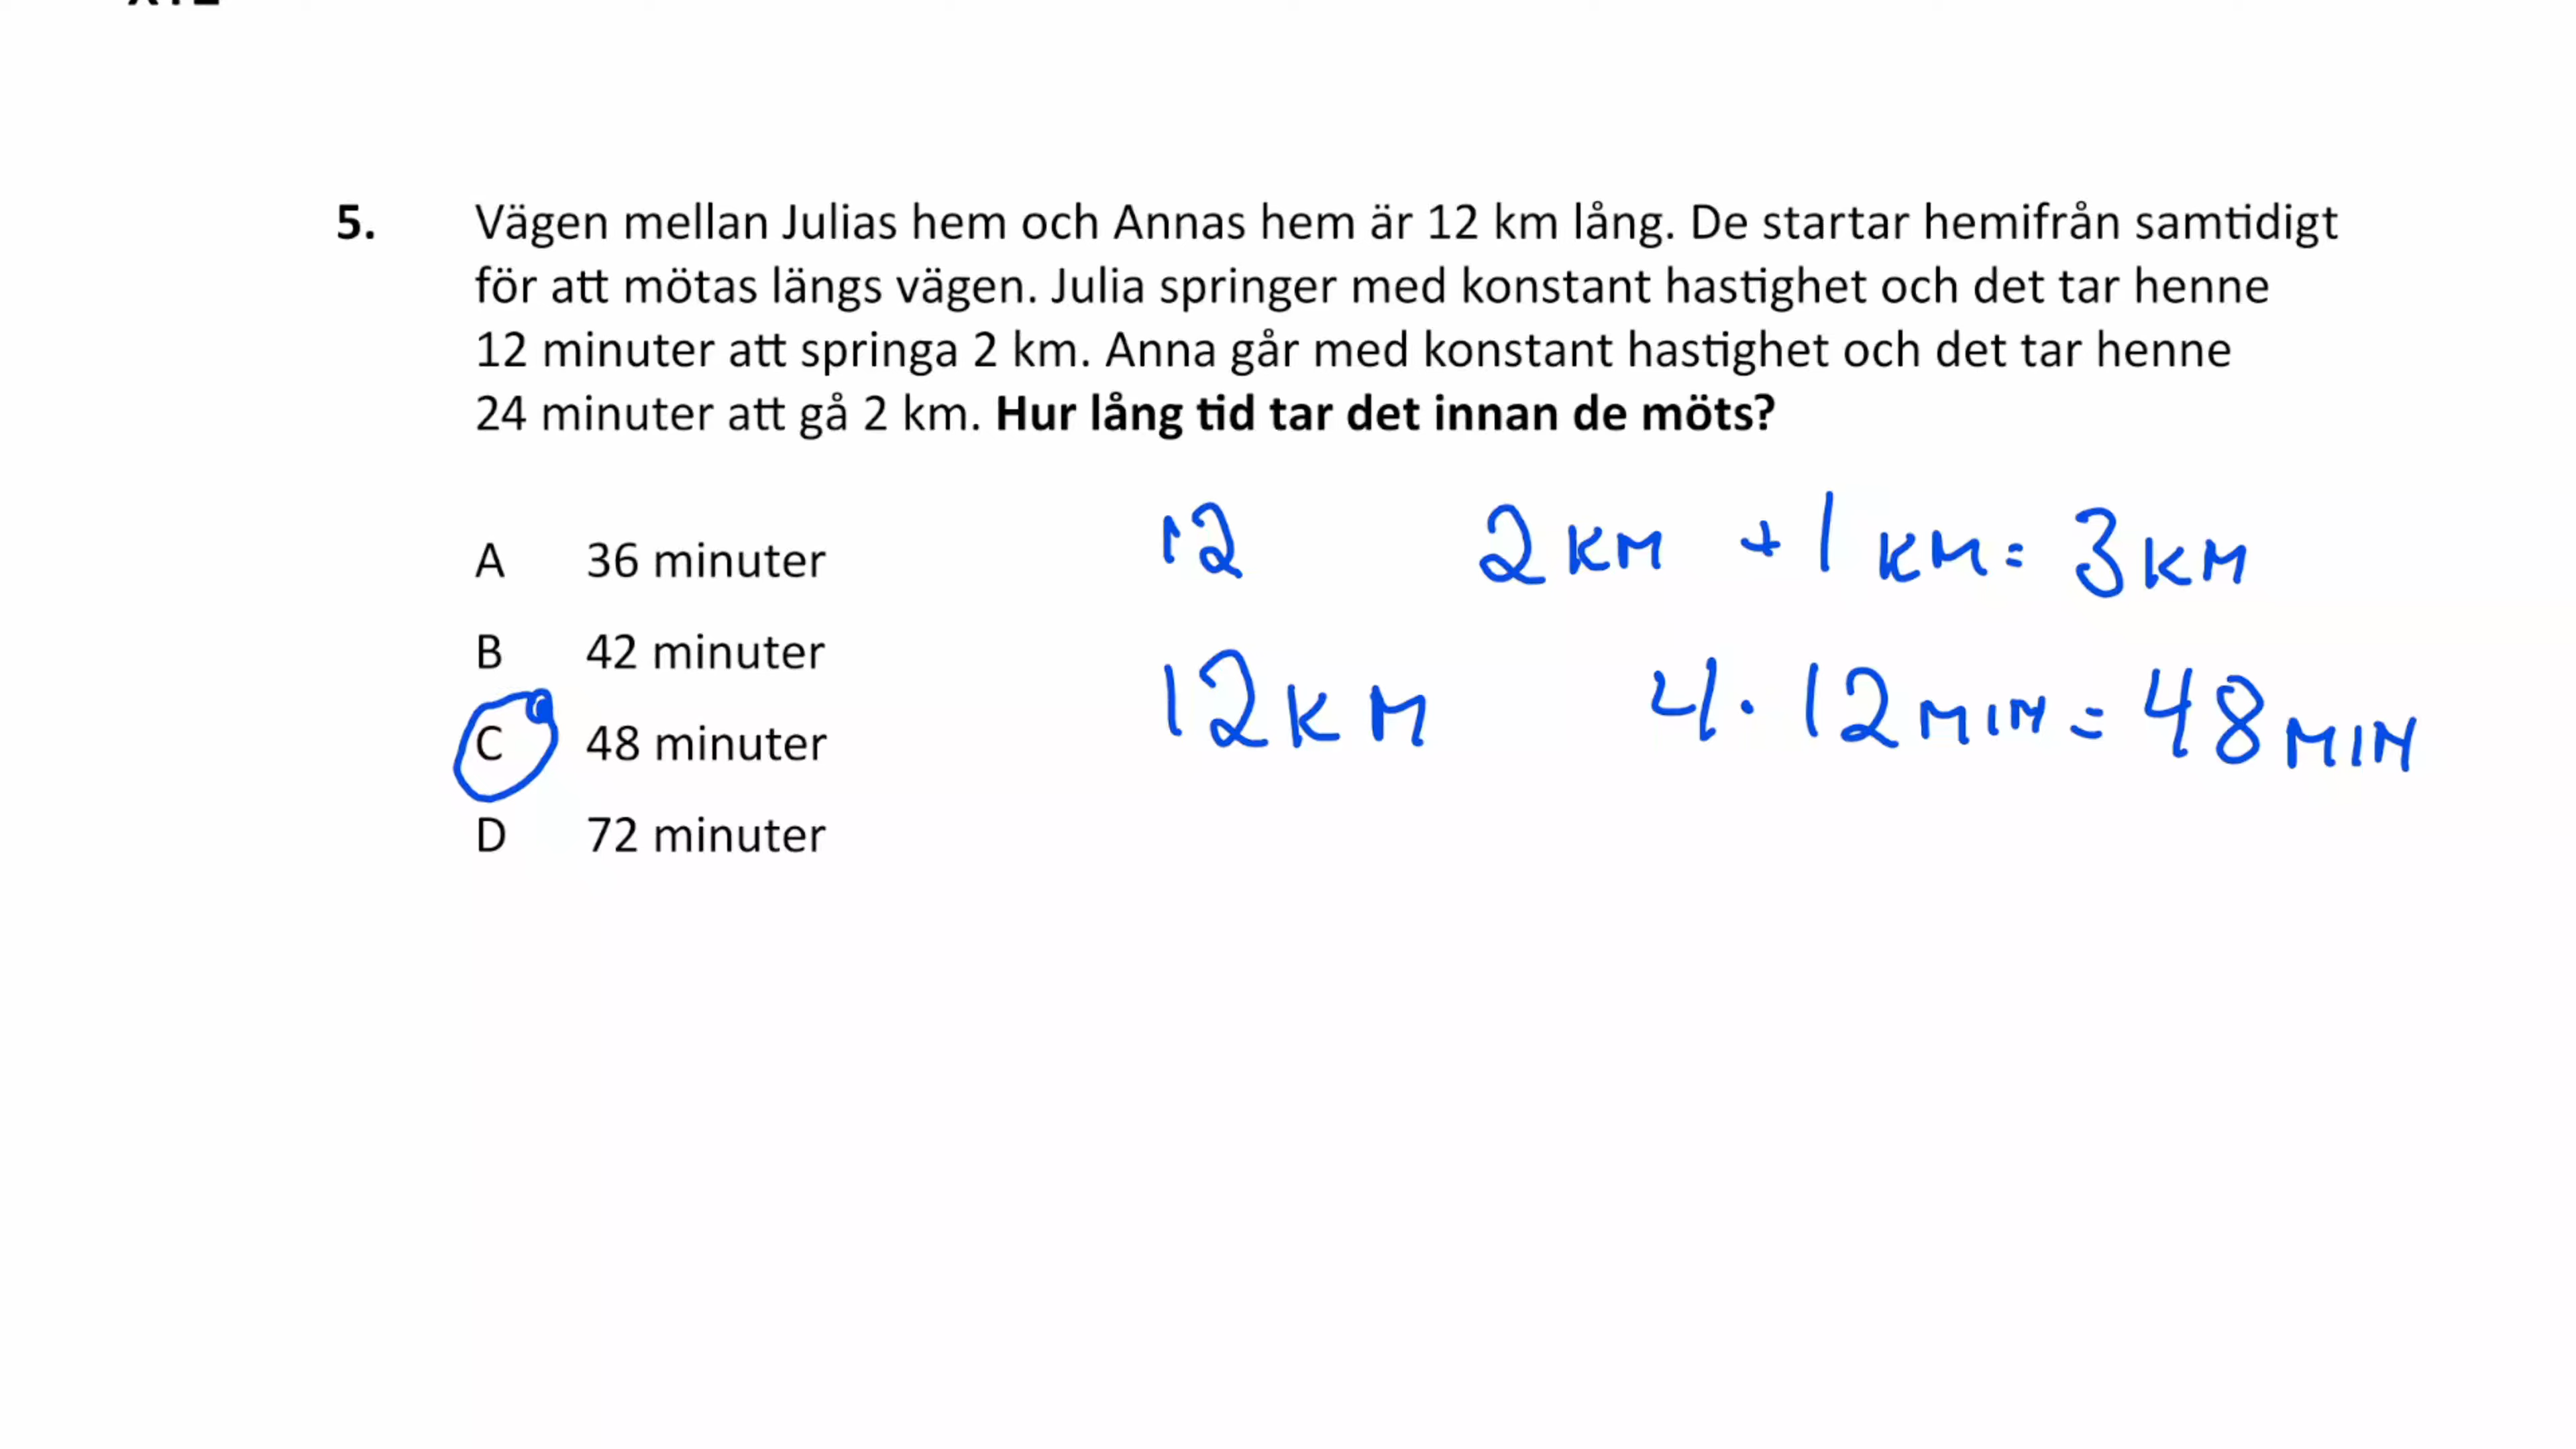 5. Vägen mellan Julias hem och Annas hem är 12 km lång. De startar hemifrån samtidigt
för att mötas längs vägen. Julia springer med konstant hastighet och det tar henne
12 minuter att springa 2 km. Anna går med konstant hastighet och det tar henne
24 minuter att gå 2 km. Hur lång tid tar det innan de möts?
12 2 KM + 1 KM = 3 KM
A 36 minuter
B 42 minuter
12 KM 4 · 12 MIN = 48 MIN
C 48 minuter
D 72 minuter